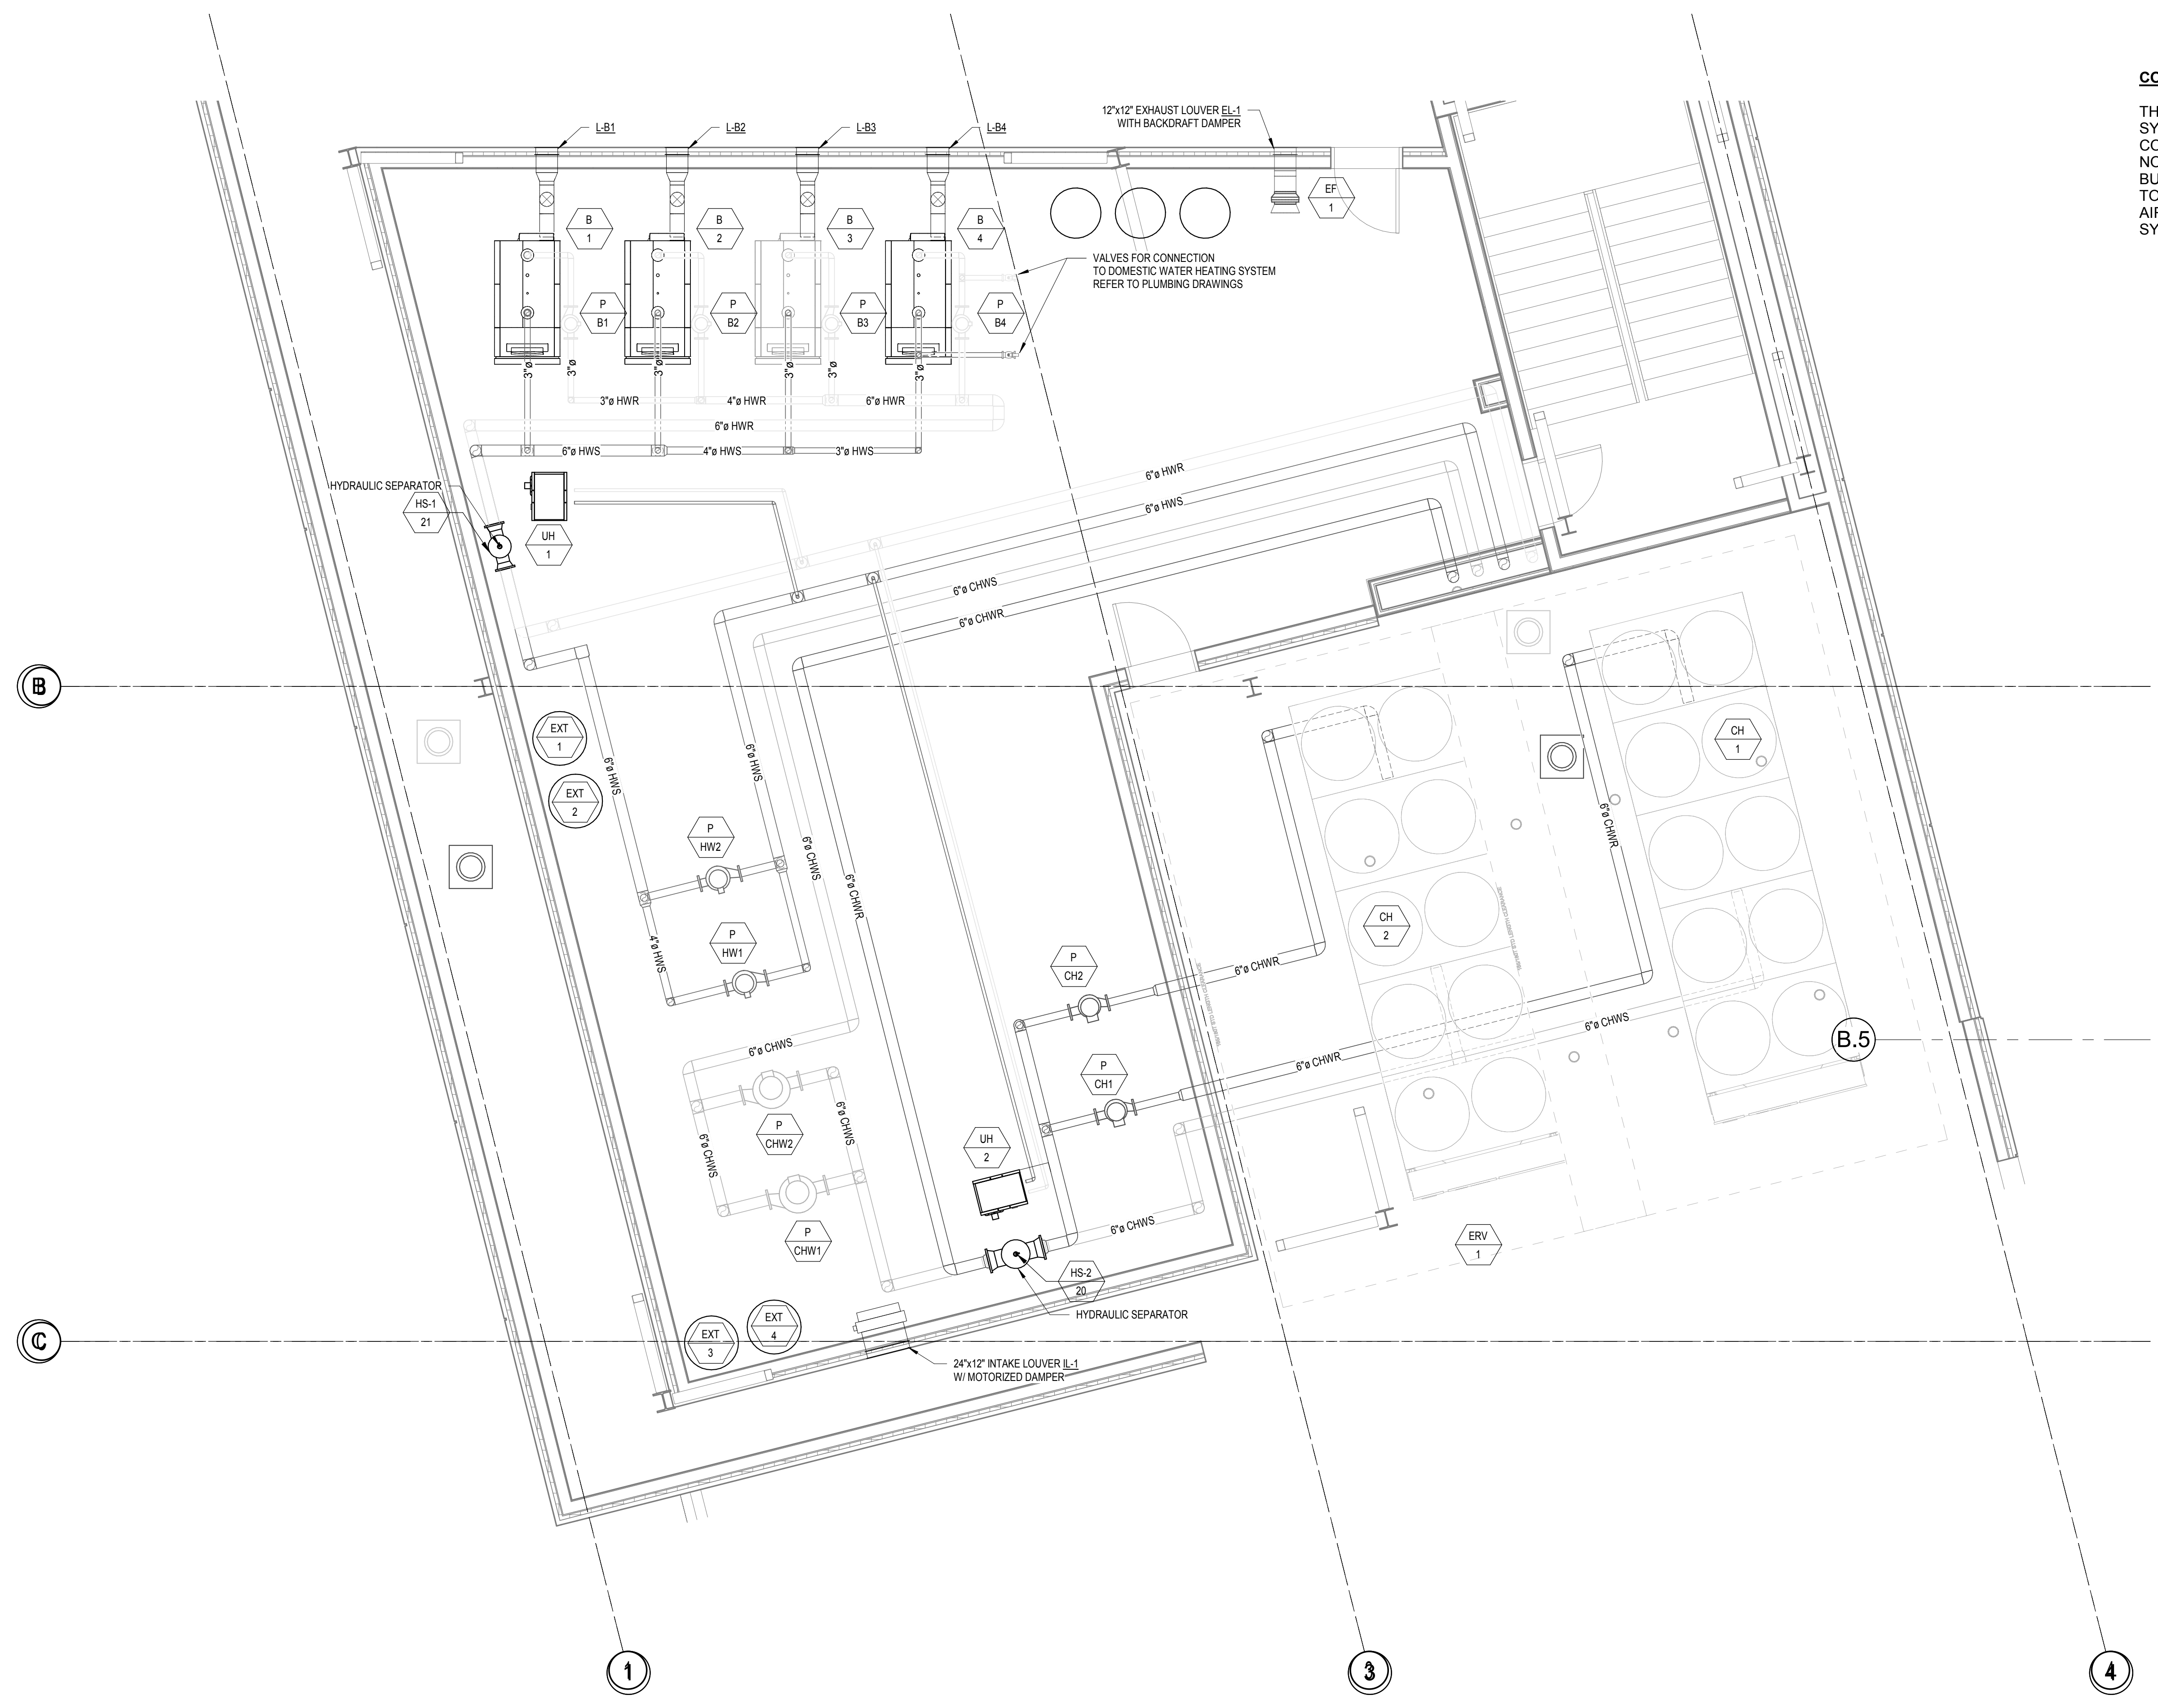 CO
TH
SY
CO
NO
BU
TO
AIR
SY
12"x12" EXHAUST LOUVER EL-1
WITH BACKDRAFT DAMPER
L-B1
L-B2
L-B3
L-B4
EF
1
B
1
B
2
B
3
B
4
VALVES FOR CONNECTION
TO DOMESTIC WATER HEATING SYSTEM
REFER TO PLUMBING DRAWINGS
P
B1
P
B2
P
B3
P
B4
3"ø
3"ø
3"ø
3"ø
3"ø
3"ø
3"ø HWR
4"ø HWR
6"ø HWR
6"ø HWR
6"ø HWS
4"ø HWS
3"ø HWS
HYDRAULIC SEPARATOR
HS-1
21
UH
1
6"ø HWR
6"ø HWS
6"ø CHWS
6"ø CHWR
B
EXT
1
EXT
2
6"ø HWS
6"ø HWS
CH
1
P
HW2
6"ø CHWS
6"ø CHWR
6"ø CHWR
P
HW1
4"ø HWS
CH
2
P
CH2
6"ø CHWR
6"ø CHWS
B.5
6"ø CHWS
6"ø CHWR
P
CH1
6"ø CHWS
6"ø CHWS
P
CHW2
UH
2
P
CHW1
6"ø CHWS
ERV
1
HS-2
20
HYDRAULIC SEPARATOR
EXT
3
EXT
4
C
24"x12" INTAKE LOUVER IL-1
W/ MOTORIZED DAMPER
1
3
4